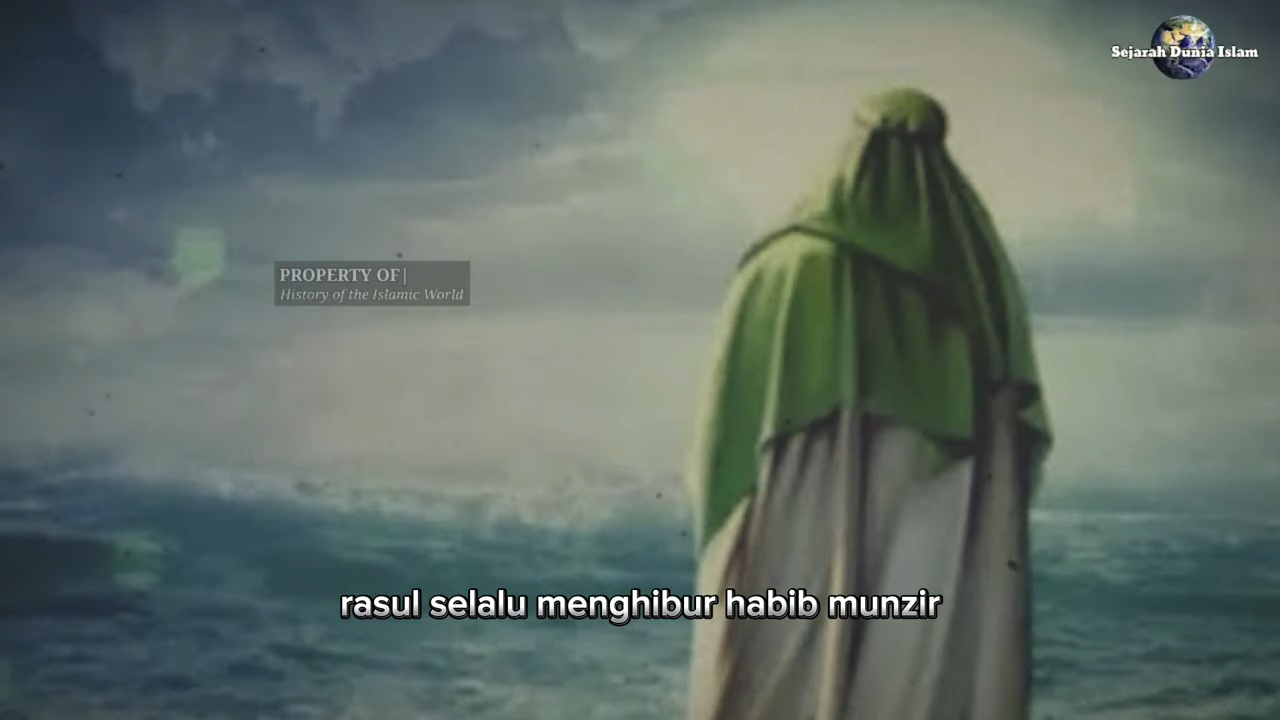 Sejarah Dunia Islam
PROPERTY OF|
History of the Islamic World
rasul selalu menghibur habib munzir